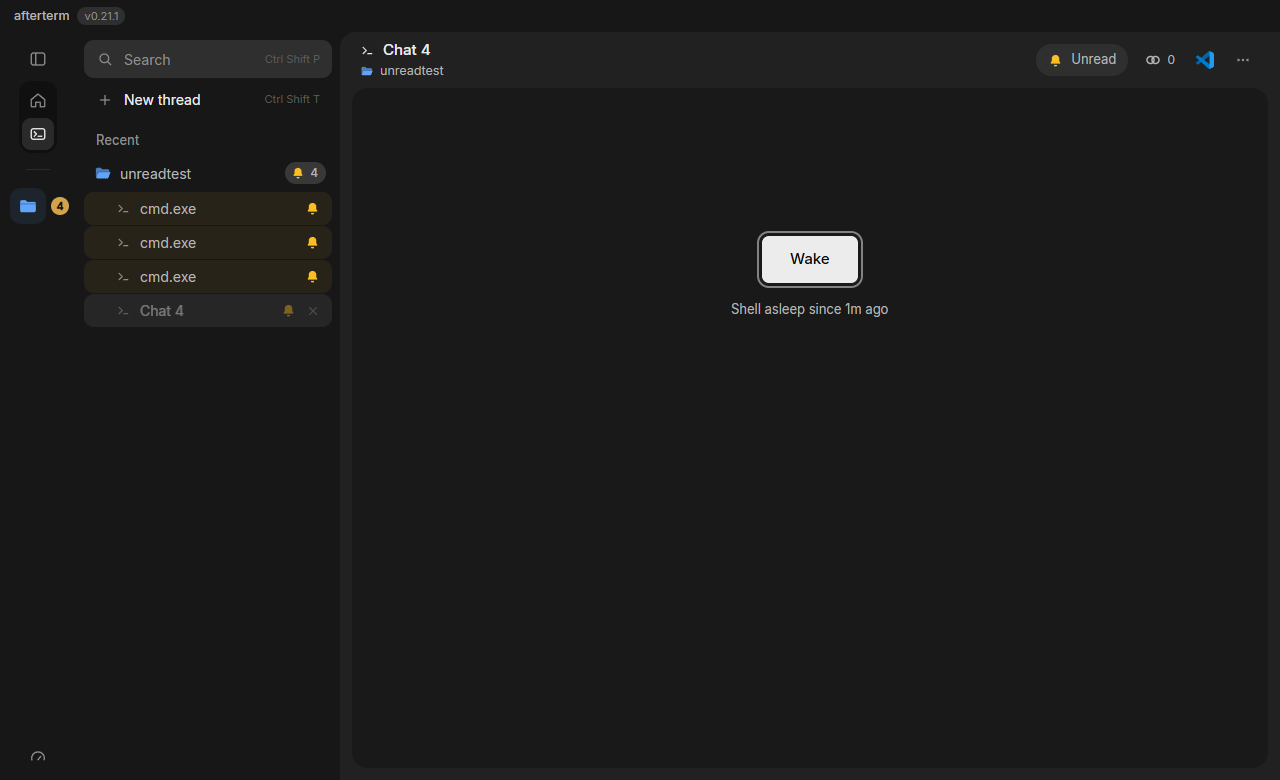 afterterm v0.21.1
Search Ctrl Shift P
New thread Ctrl Shift T
Recent
unreadtest 4
4
cmd.exe
cmd.exe
cmd.exe
Chat 4
Chat 4
unreadtest
Unread 0
Wake
Shell asleep since 1m ago